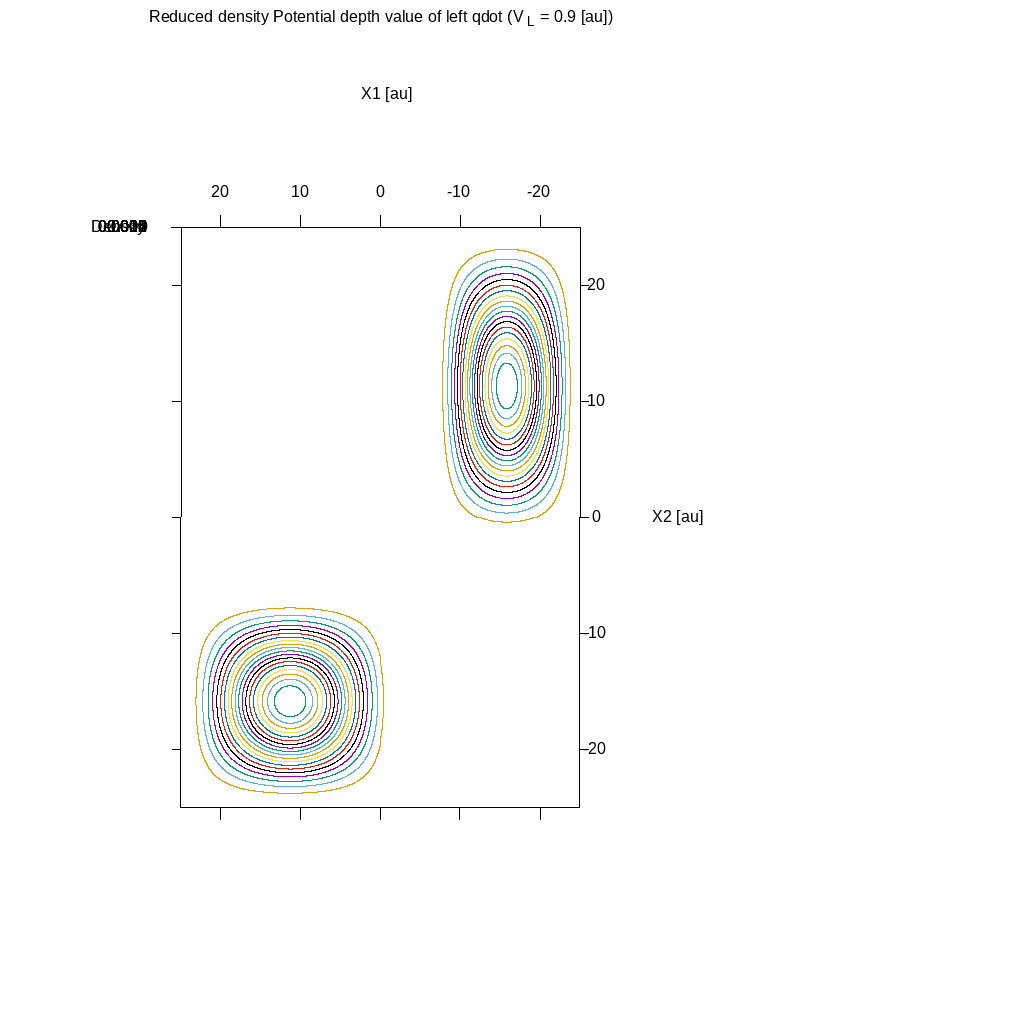 Reduced density Potential depth value of left qdot (V L = 0.9 [au])
X1 [au]
20 10 0 -10 -20
20
10
0
X2 [au]
-10
-20